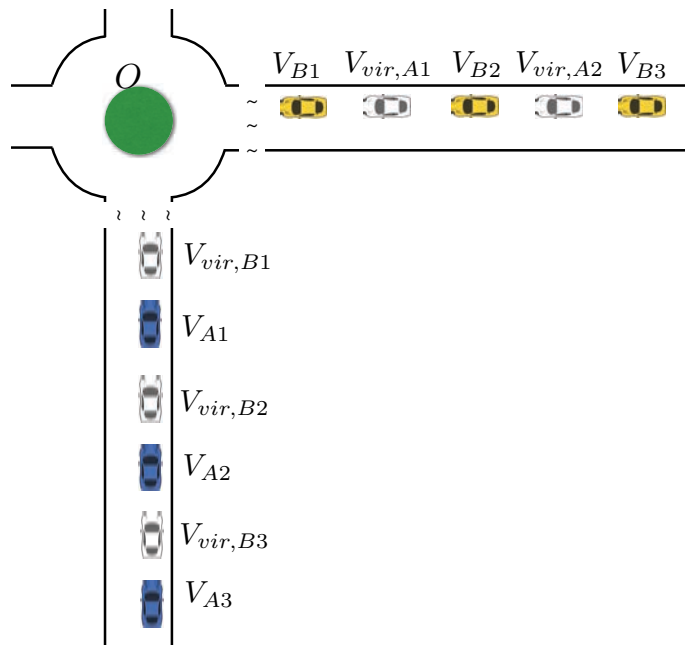 O
V_{B1} V_{vir,A1} V_{B2} V_{vir,A2} V_{B3}
V_{vir,B1}
V_{A1}
V_{vir,B2}
V_{A2}
V_{vir,B3}
V_{A3}